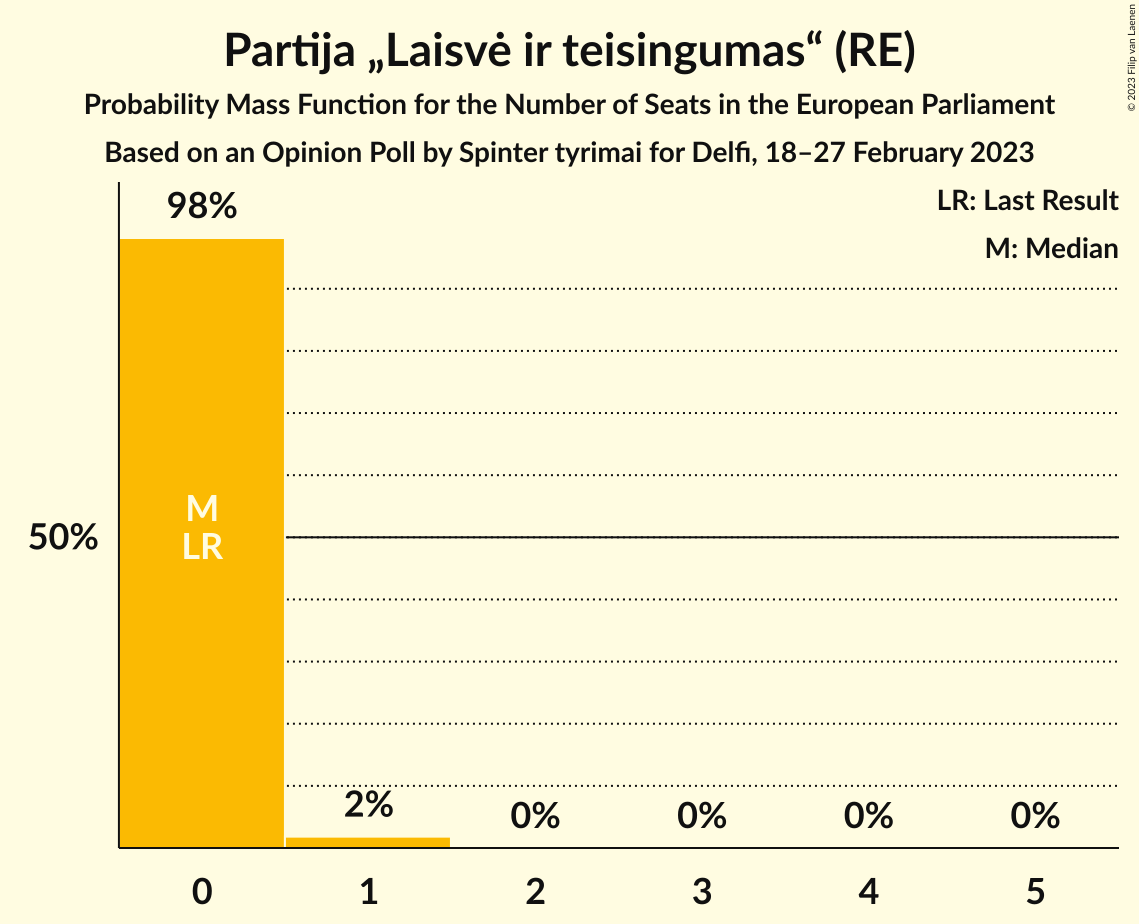 © 2023 Filip van Laenen
Partija „Laisvė ir teisingumas“ (RE)
Probability Mass Function for the Number of Seats in the European Parliament
Based on an Opinion Poll by Spinter tyrimai for Delfi, 18–27 February 2023
LR: Last Result
M: Median
98%
M
LR
50%
2%
0%
0%
0%
0%
0
1
2
3
4
5